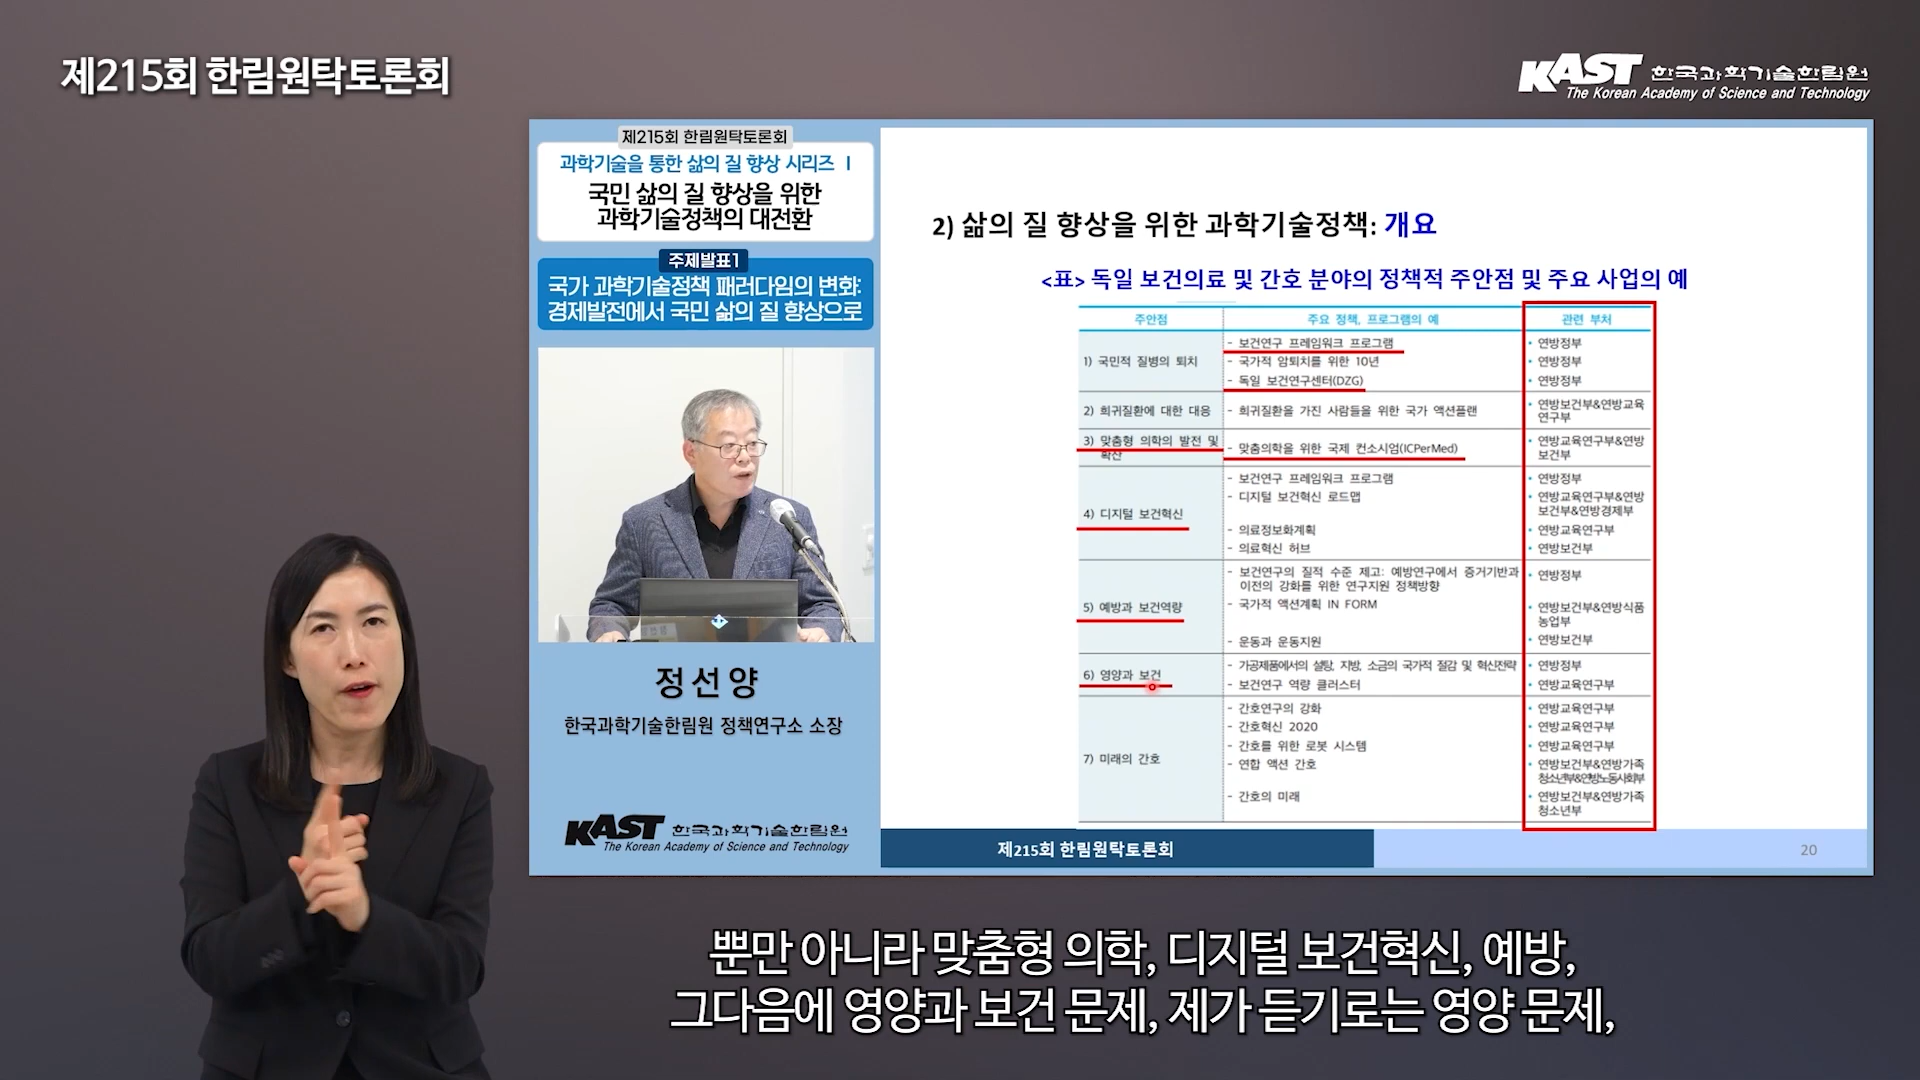 제215회 한림원탁토론회
KAST 한국과학기술한림원
The Korean Academy of Science and Technology
제215회 한림원탁토론회
과학기술을 통한 삶의 질 향상 시리즈 Ⅰ
국민 삶의 질 향상을 위한
과학기술정책의 대전환
주제발표1
국가 과학기술정책 패러다임의 변화:
경제발전에서 국민 삶의 질 향상으로
정선양
한국과학기술한림원 정책연구소 소장
KAST 한국과학기술한림원
The Korean Academy of Science and Technology
2) 삶의 질 향상을 위한 과학기술정책: 개요
<표> 독일 보건의료 및 간호 분야의 정책적 주안점 및 주요 사업의 예
주안점 주요 정책, 프로그램의 예 관련 부처
1) 국민적 질병의 퇴치
- 보건연구 프레임워크 프로그램 • 연방정부
- 국가적 암퇴치를 위한 10년 • 연방정부
- 독일 보건연구센터(DZG) • 연방정부
2) 희귀질환에 대한 대응 - 희귀질환을 가진 사람들을 위한 국가 액션플랜 • 연방보건부&연방교육
연구부
3) 맞춤형 의학의 발전 및
확산
- 맞춤의학을 위한 국제 컨소시엄(ICPerMed) • 연방교육연구부&연방
보건부
4) 디지털 보건혁신
- 보건연구 프레임워크 프로그램 • 연방정부
- 디지털 보건혁신 로드맵 • 연방교육연구부&연방
보건부&연방경제부
- 의료정보화계획 • 연방교육연구부
- 의료혁신 허브 • 연방보건부
5) 예방과 보건역량
- 보건연구의 질적 수준 제고: 예방연구에서 증거기반과 • 연방정부
이전의 강화를 위한 연구지원 정책방향
- 국가적 액션계획 IN FORM • 연방보건부&연방식품
농업부
- 운동과 운동지원 • 연방보건부
6) 영양과 보건
- 가공제품에서의 설탕, 지방, 소금의 국가적 절감 및 혁신전략 • 연방정부
- 보건연구 역량 클러스터 • 연방교육연구부
7) 미래의 간호
- 간호연구의 강화 • 연방교육연구부
- 간호혁신 2020 • 연방교육연구부
- 간호를 위한 로봇 시스템 • 연방교육연구부
- 연합 액션 간호 • 연방보건부&연방가족
청소년부&연방노동사회부
- 간호의 미래 • 연방보건부&연방가족
청소년부
제215회 한림원탁토론회
20
뿐만 아니라 맞춤형 의학, 디지털 보건혁신, 예방,
그다음에 영양과 보건 문제, 제가 듣기로는 영양 문제,